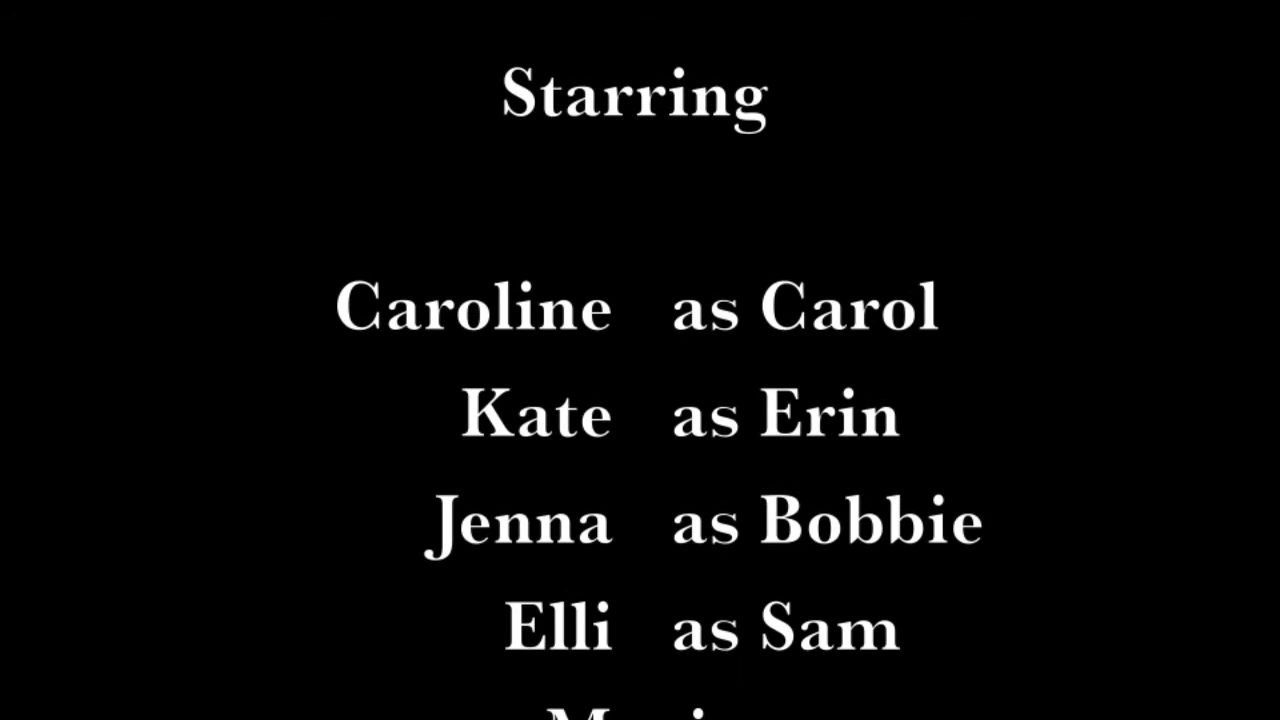 Starring
Caroline as Carol
Kate as Erin
Jenna as Bobbie
Elli as Sam